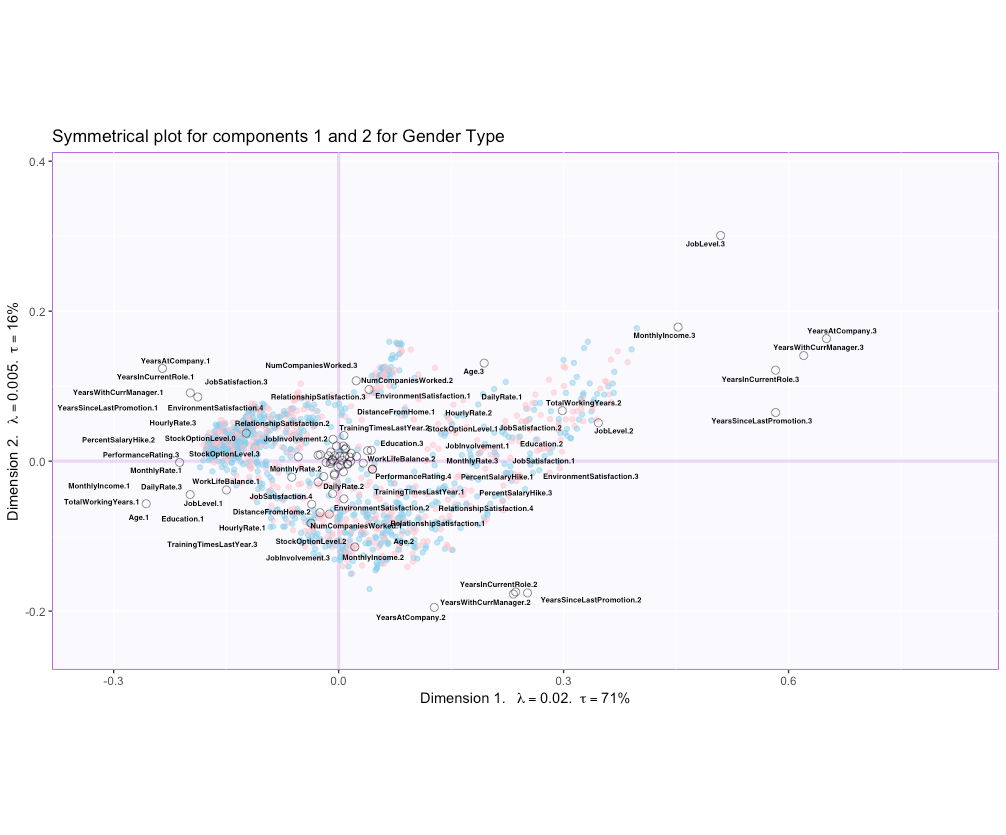 Symmetrical plot for components 1 and 2 for Gender Type
0.4
JobLevel.3
0.2
YearsAtCompany.3
MonthlyIncome.3
YearsWithCurrManager.3
YearsAtCompany.1
NumCompaniesWorked.3
Age.3
YearsInCurrentRole.1
JobSatisfaction.3
NumCompaniesWorked.2
YearsInCurrentRole.3
YearsWithCurrManager.1
RelationshipSatisfaction.3
EnvironmentSatisfaction.1
DailyRate.1
TotalWorkingYears.2
YearsSinceLastPromotion.1
EnvironmentSatisfaction.4
DistanceFromHome.1
HourlyRate.2
YearsSinceLastPromotion.3
HourlyRate.3
RelationshipSatisfaction.2
TrainingTimesLastYear.2
StockOptionLevel.1
JobSatisfaction.2
JobLevel.2
PercentSalaryHike.2
StockOptionLevel.0
JobInvolvement.2
Education.3
JobInvolvement.1
Education.2
PerformanceRating.3
StockOptionLevel.3
WorkLifeBalance.2
MonthlyRate.3
JobSatisfaction.1
0.0
MonthlyRate.1
MonthlyRate.2
PerformanceRating.4
PercentSalaryHike.1
EnvironmentSatisfaction.3
MonthlyIncome.1
DailyRate.3
WorkLifeBalance.1
DailyRate.2
TrainingTimesLastYear.1
PercentSalaryHike.3
TotalWorkingYears.1
JobLevel.1
JobSatisfaction.4
EnvironmentSatisfaction.2
RelationshipSatisfaction.4
Age.1
Education.1
DistanceFromHome.2
HourlyRate.1
NumCompaniesWorked.1
RelationshipSatisfaction.1
TrainingTimesLastYear.3
StockOptionLevel.2
Age.2
JobInvolvement.3
MonthlyIncome.2
YearsInCurrentRole.2
YearsWithCurrManager.2
YearsSinceLastPromotion.2
-0.2
YearsAtCompany.2
-0.3
0.0
0.3
0.6
Dimension 1. λ = 0.02. τ = 71%
Dimension 2. λ = 0.005. τ = 16%